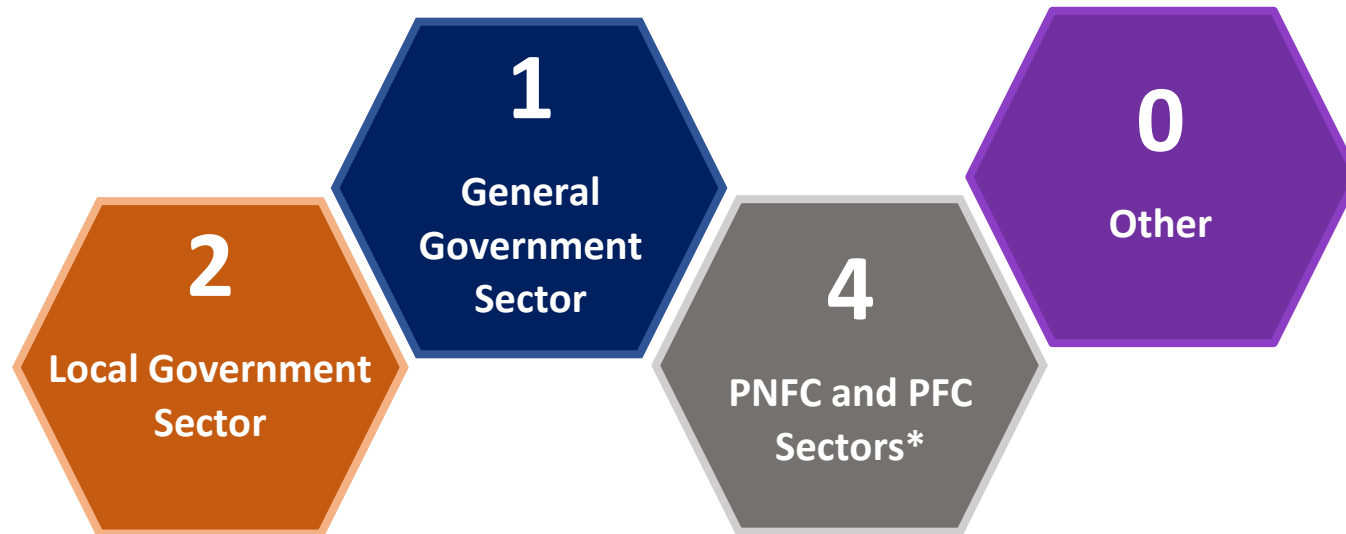 2
Local Government
Sector
1
General
Government
Sector
4
PNFC and PFC
Sectors*
0
Other